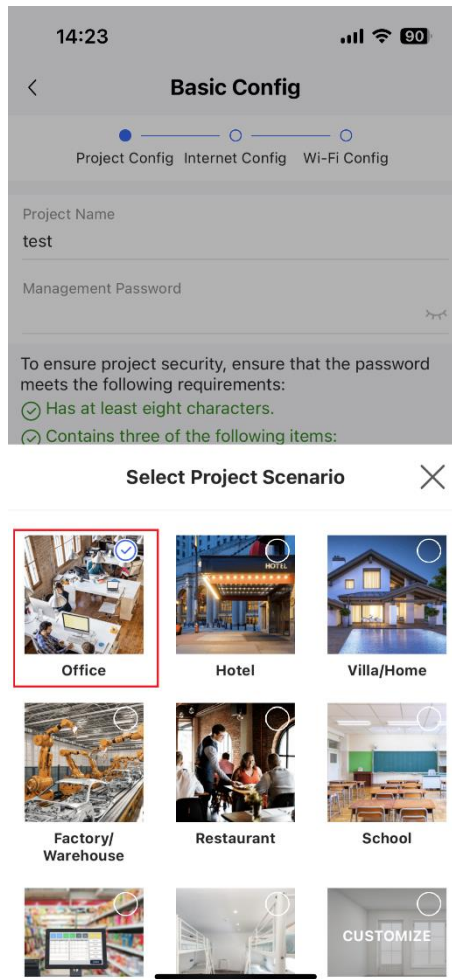 14:23
90
Basic Config
Project Config Internet Config Wi-Fi Config
Project Name
test
Management Password
To ensure project security, ensure that the password
meets the following requirements:
Has at least eight characters.
Contains three of the following items:
Select Project Scenario
HOTEL
Office Hotel Villa/Home
Factory/
Warehouse
Restaurant School
CUSTOMIZE